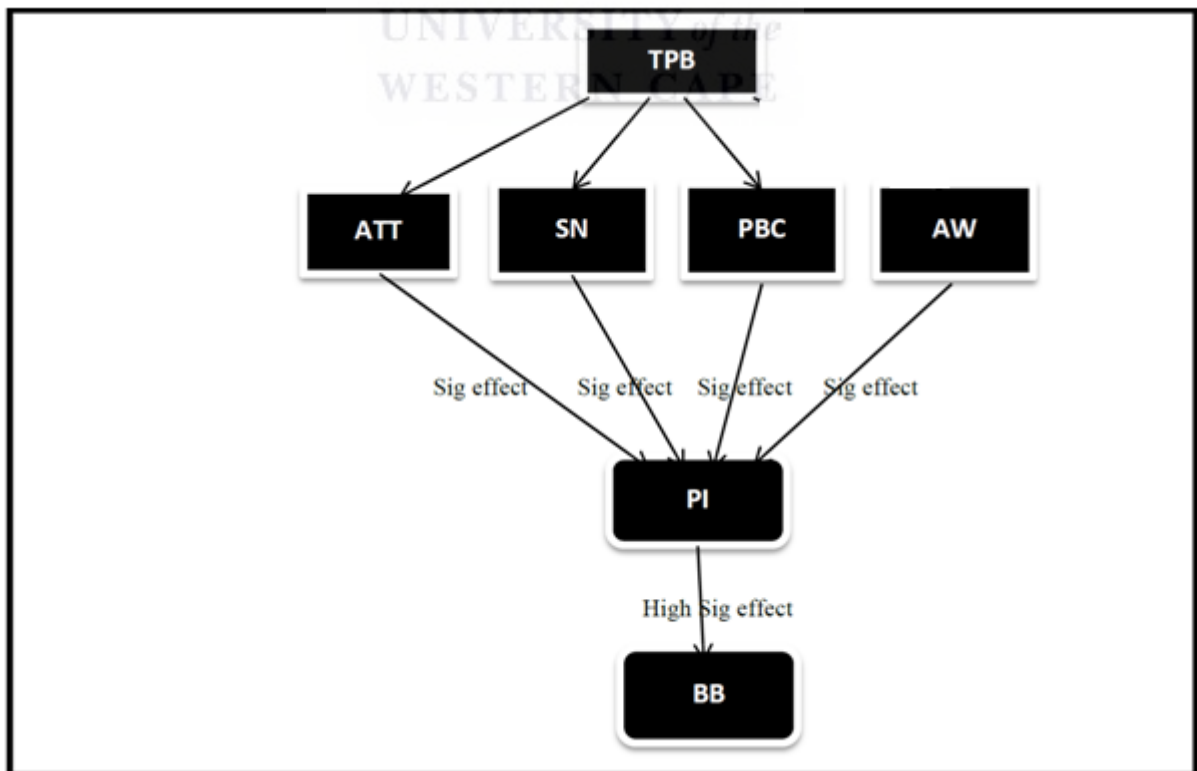 UNIVERSITY of the
WESTERN CAPE
TPB
ATT SN PBC AW
Sig effect Sig effect Sig effect Sig effect
PI
High Sig effect
BB